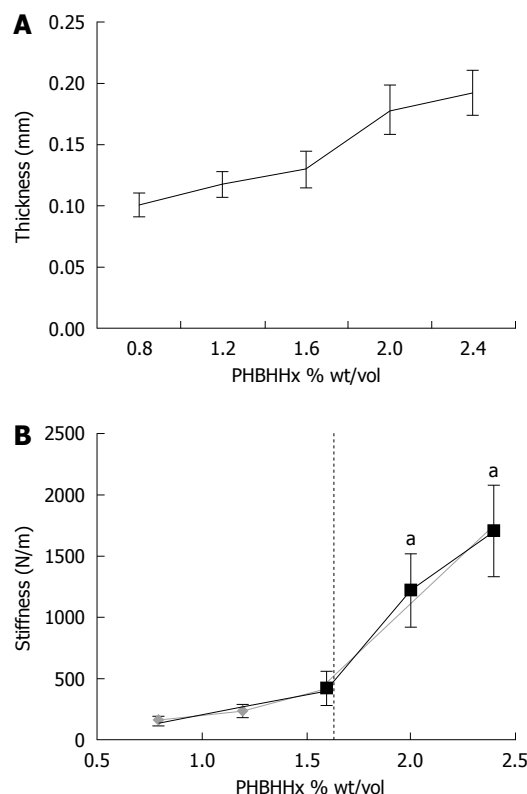 A
0.25
0.20
0.15
0.10
0.05
0.00
Thickness (mm)
0.8 1.2 1.6 2.0 2.4
PHBHHx % wt/vol
B
2500
2000
1500
1000
500
0
Stiffness (N/m)
a
a
0.5 1.0 1.5 2.0 2.5
PHBHHx % wt/vol